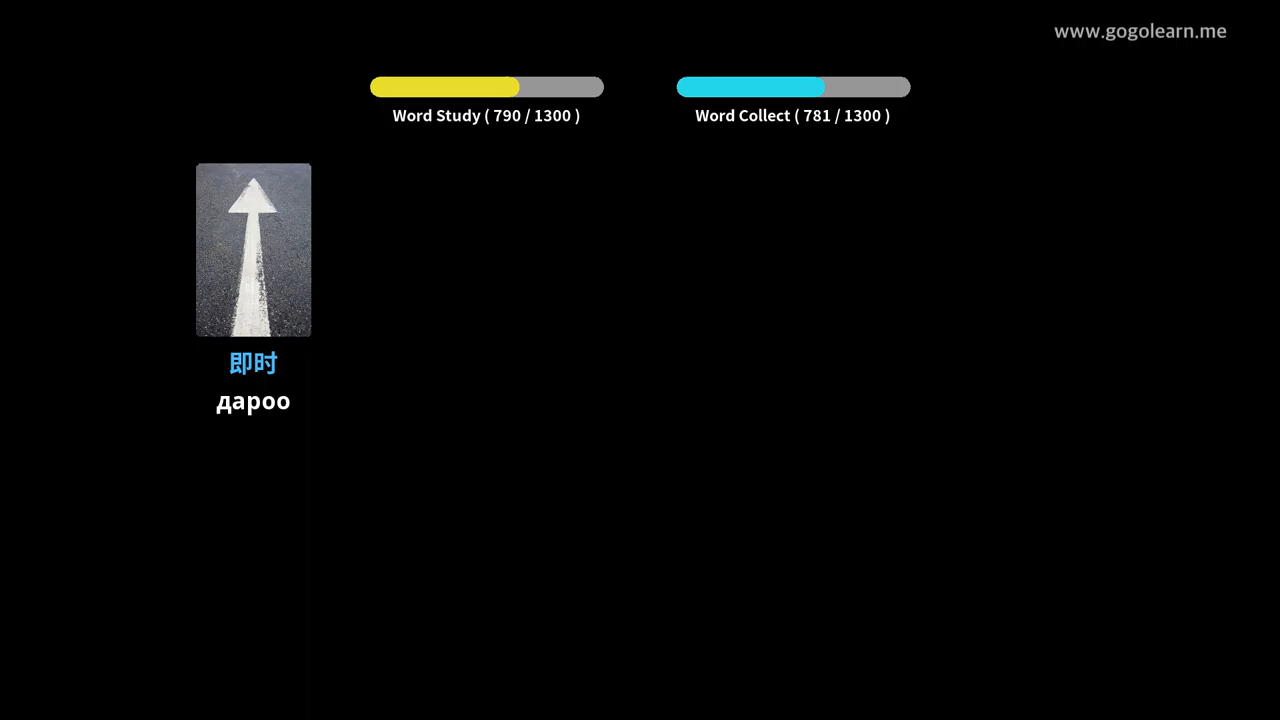 www.gogolearn.me
Word Study ( 790 / 1300 )
Word Collect ( 781 / 1300 )
即时
дароо